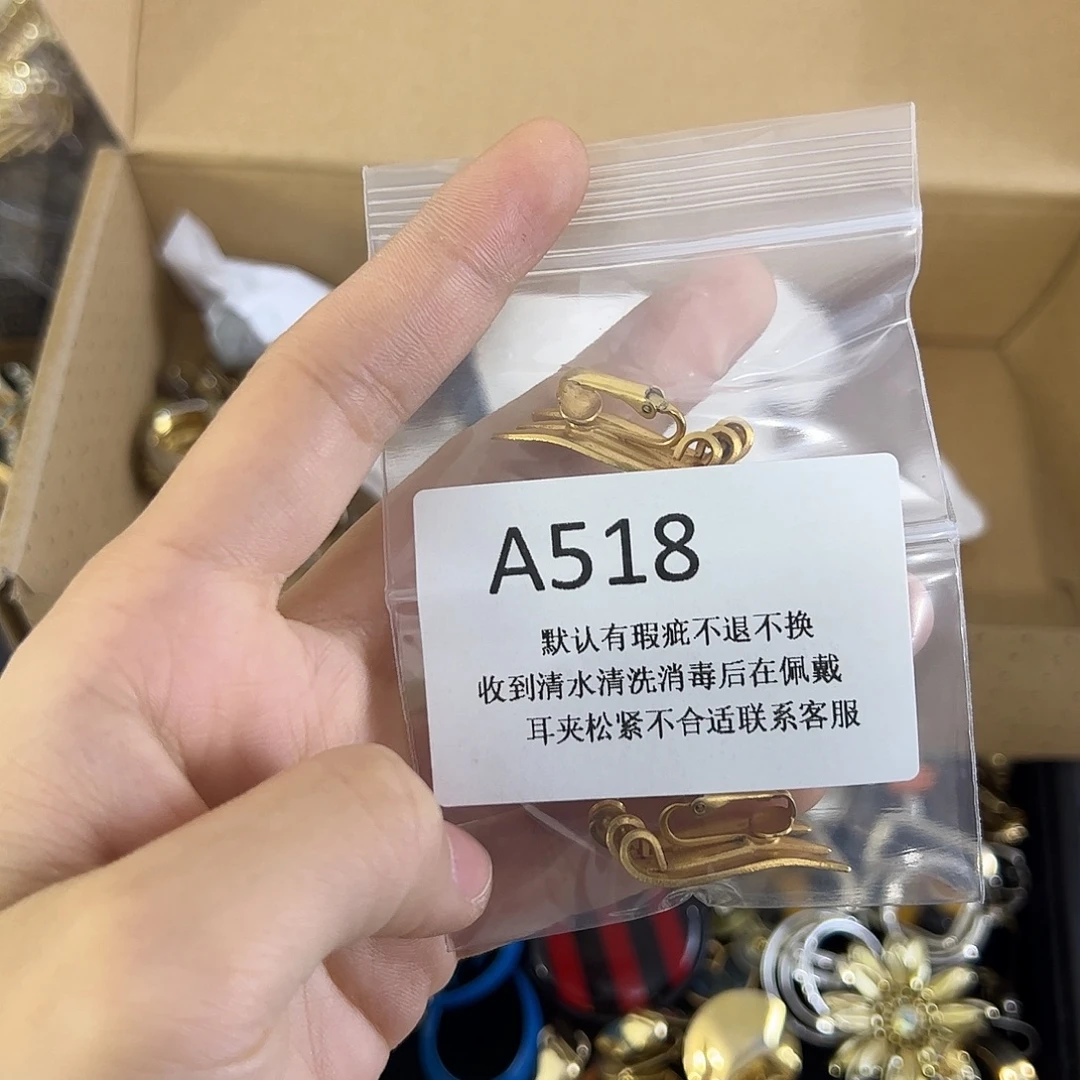 A518
默认有瑕疵不退不换
收到清水清洗消毒后在佩戴
耳夹松紧不合适联系客服